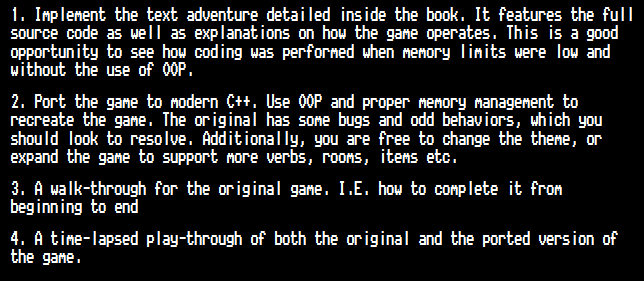 1. Implement the text adventure detailed inside the book. It features the full
source code as well as explanations on how the game operates. This is a good
opportunity to see how coding was performed when memory limits were low and
without the use of OOP.
2. Port the game to modern C++. Use OOP and proper memory management to
recreate the game. The original has some bugs and odd behaviors, which you
should look to resolve. Additionally, you are free to change the theme, or
expand the game to support more verbs, rooms, items etc.
3. A walk-through for the original game. I.E. how to complete it from
beginning to end
4. A time-lapsed play-through of both the original and the ported version of
the game.